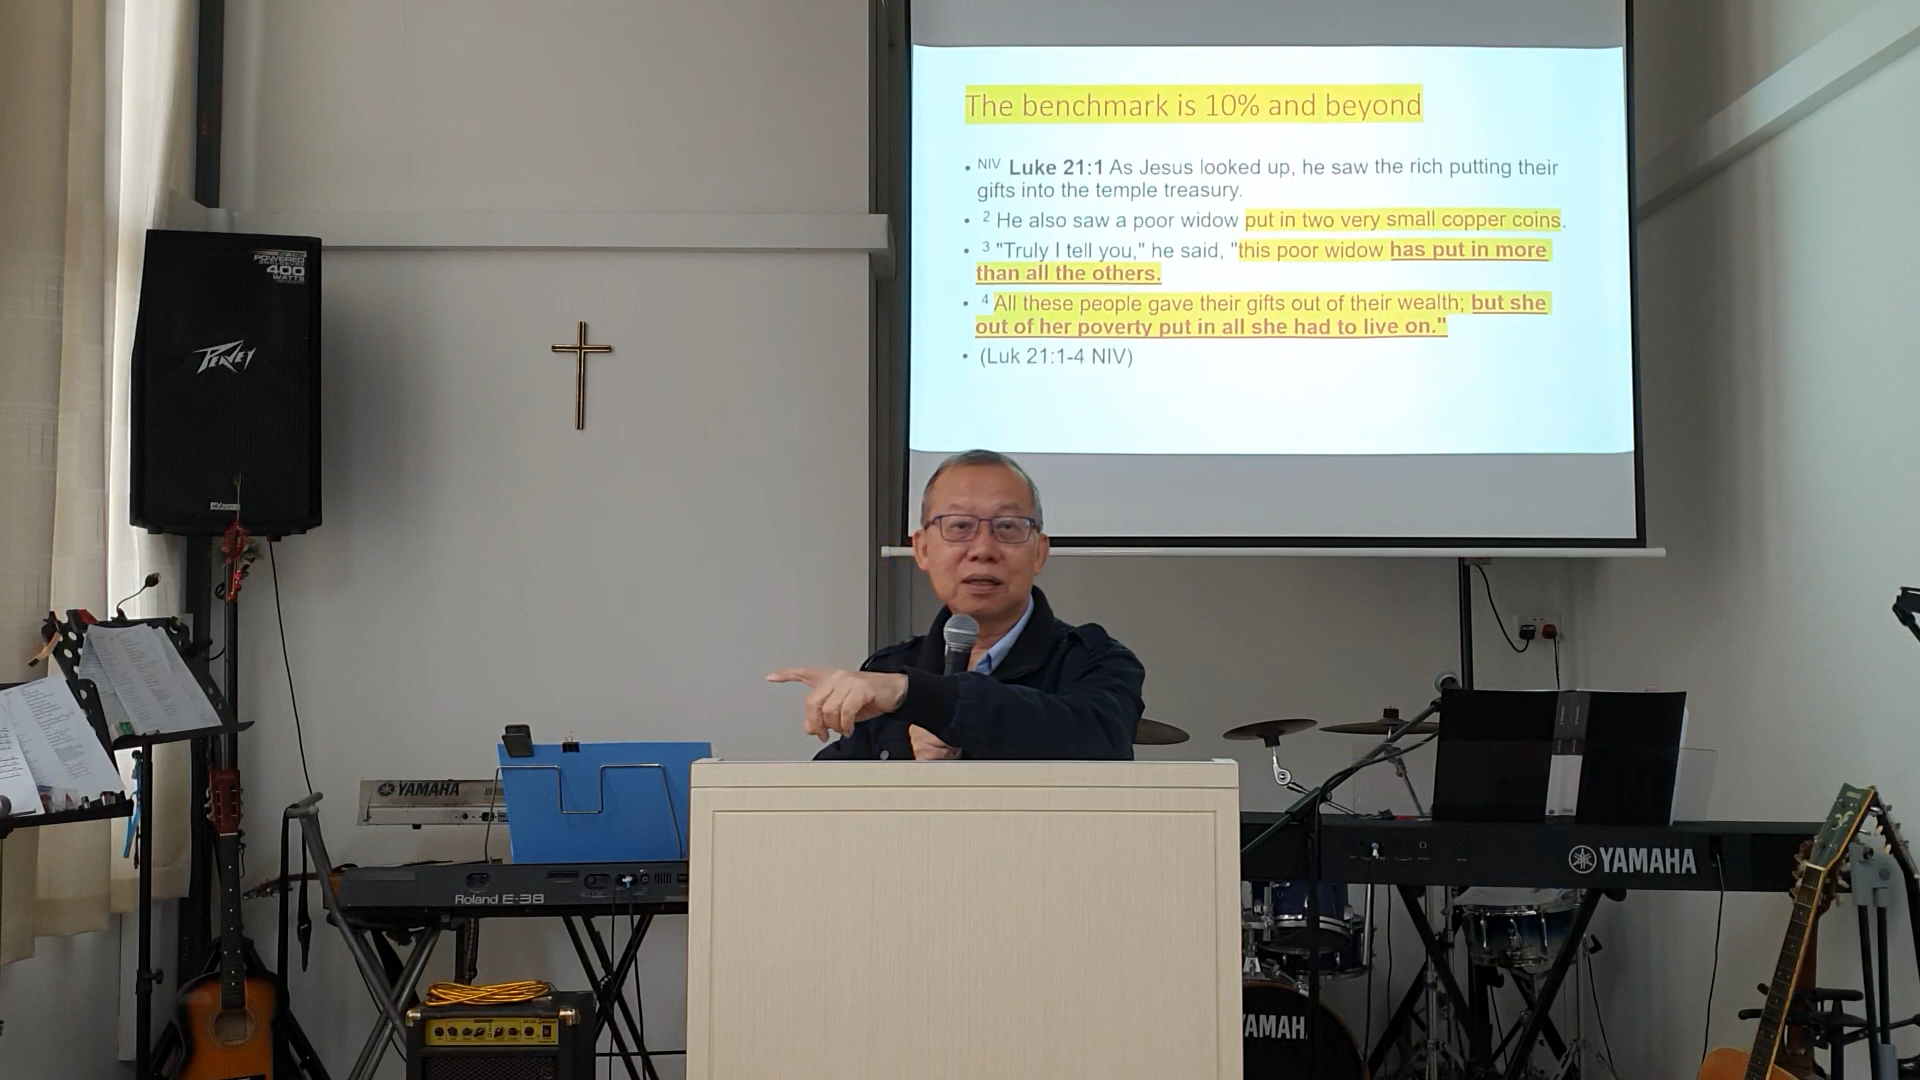 The benchmark is 10% and beyond
• NIV Luke 21:1 As Jesus looked up, he saw the rich putting their
gifts into the temple treasury.
• 2 He also saw a poor widow put in two very small copper coins.
• 3 "Truly I tell you," he said, "this poor widow has put in more
than all the others.
• 4 All these people gave their gifts out of their wealth; but she
out of her poverty put in all she had to live on."
• (Luk 21:1-4 NIV)
POWERED
400
WATTS
PEAVEY
YAMAHA
Roland E-38
YAMAHA
YAMAH